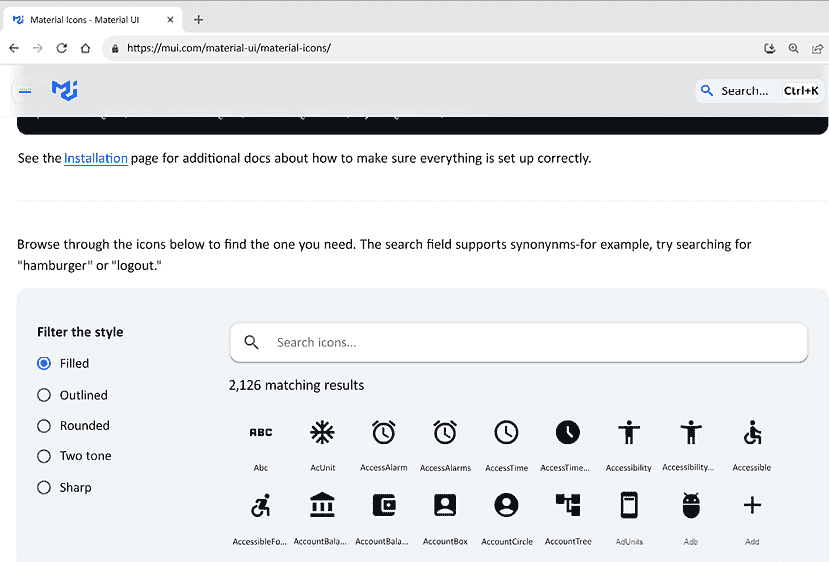 Material Icons - Material UI
https://mui.com/material-ui/material-icons/
Search... Ctrl+K
See the Installation page for additional docs about how to make sure everything is set up correctly.
Browse through the icons below to find the one you need. The search field supports synonynms-for example, try searching for
"hamburger" or "logout."
Filter the style
Filled
Outlined
Rounded
Two tone
Sharp
Search icons...
2,126 matching results
ABC
Abc AcUnit AccessAlarm AccessAlarms AccessTime AccessTime... Accessibility Accessibility... Accessible
AccessibleFo... AccountBala... AccountBala... AccountBox AccountCircle AccountTree AdUnits Adb Add